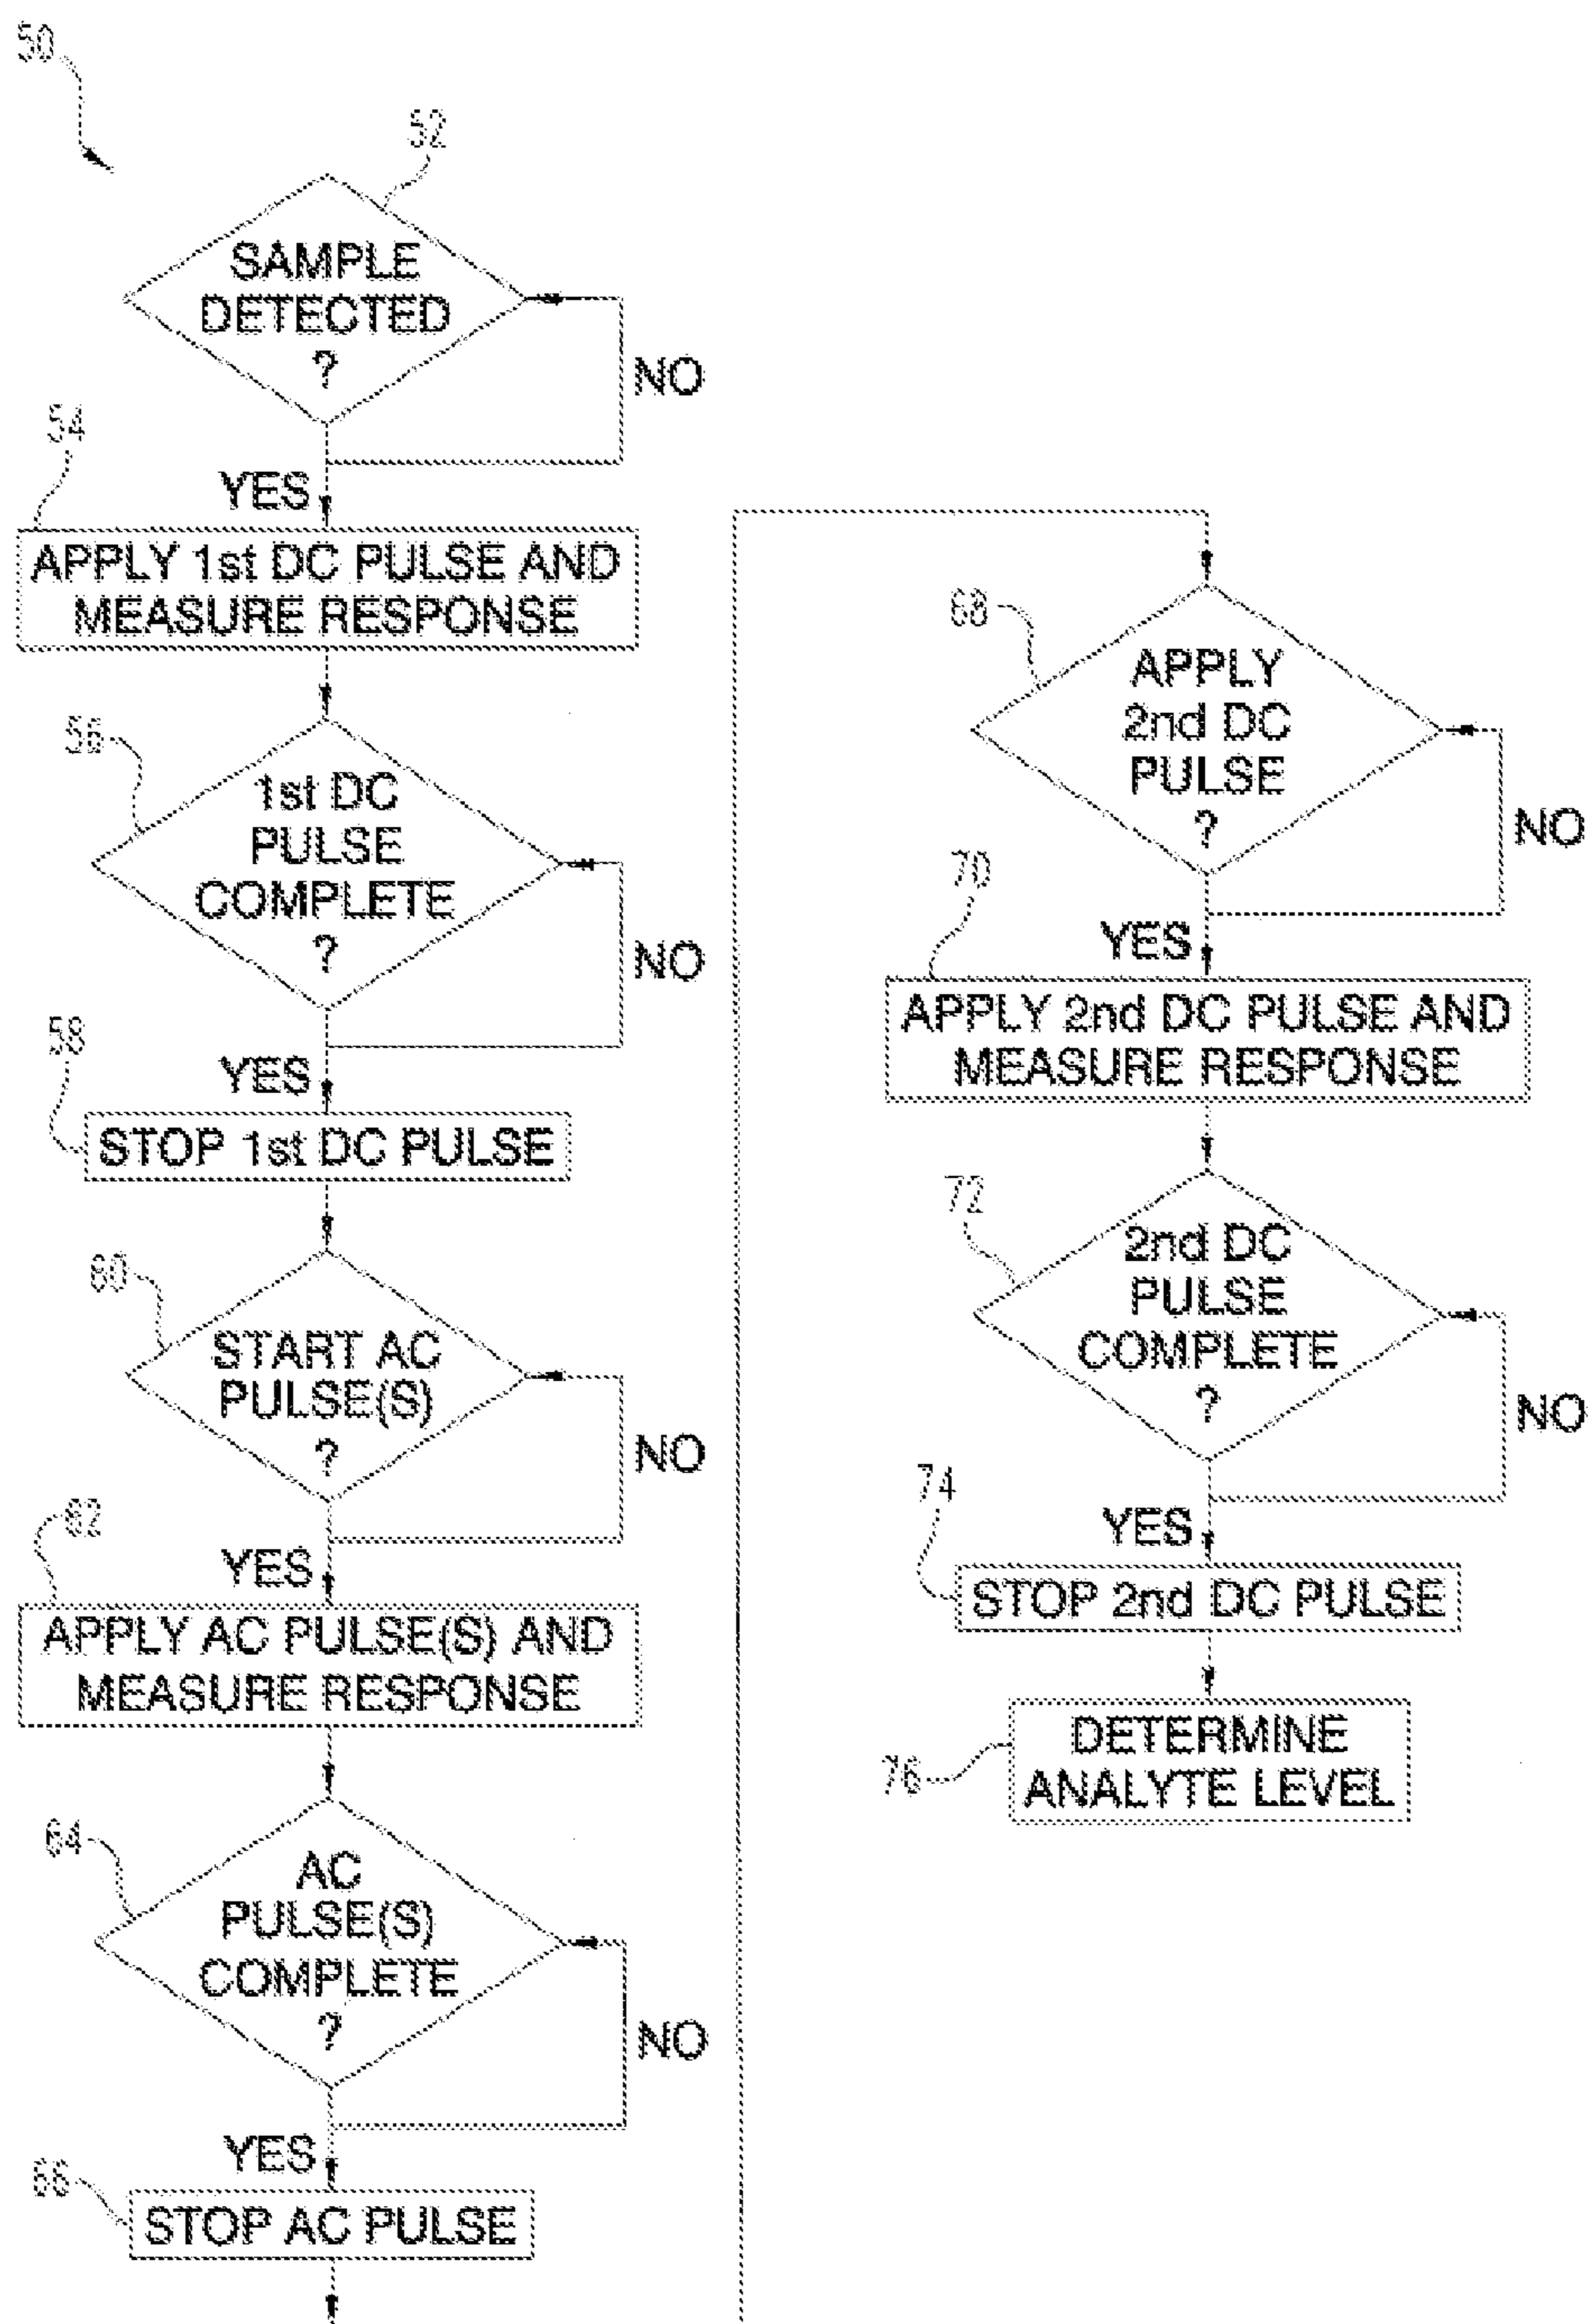 50
52
SAMPLE
DETECTED
?
NO
54
YES
APPLY 1st DC PULSE AND
MEASURE RESPONSE
56
1st DC
PULSE
COMPLETE
?
NO
58
YES
STOP 1st DC PULSE
60
START AC
PULSE(S)
?
NO
62
YES
APPLY AC PULSE(S) AND
MEASURE RESPONSE
64
AC
PULSE(S)
COMPLETE
?
NO
YES
66
STOP AC PULSE
68
APPLY
2nd DC
PULSE
?
NO
70
YES
APPLY 2nd DC PULSE AND
MEASURE RESPONSE
72
2nd DC
PULSE
COMPLETE
?
NO
74
YES
STOP 2nd DC PULSE
76
DETERMINE
ANALYTE LEVEL